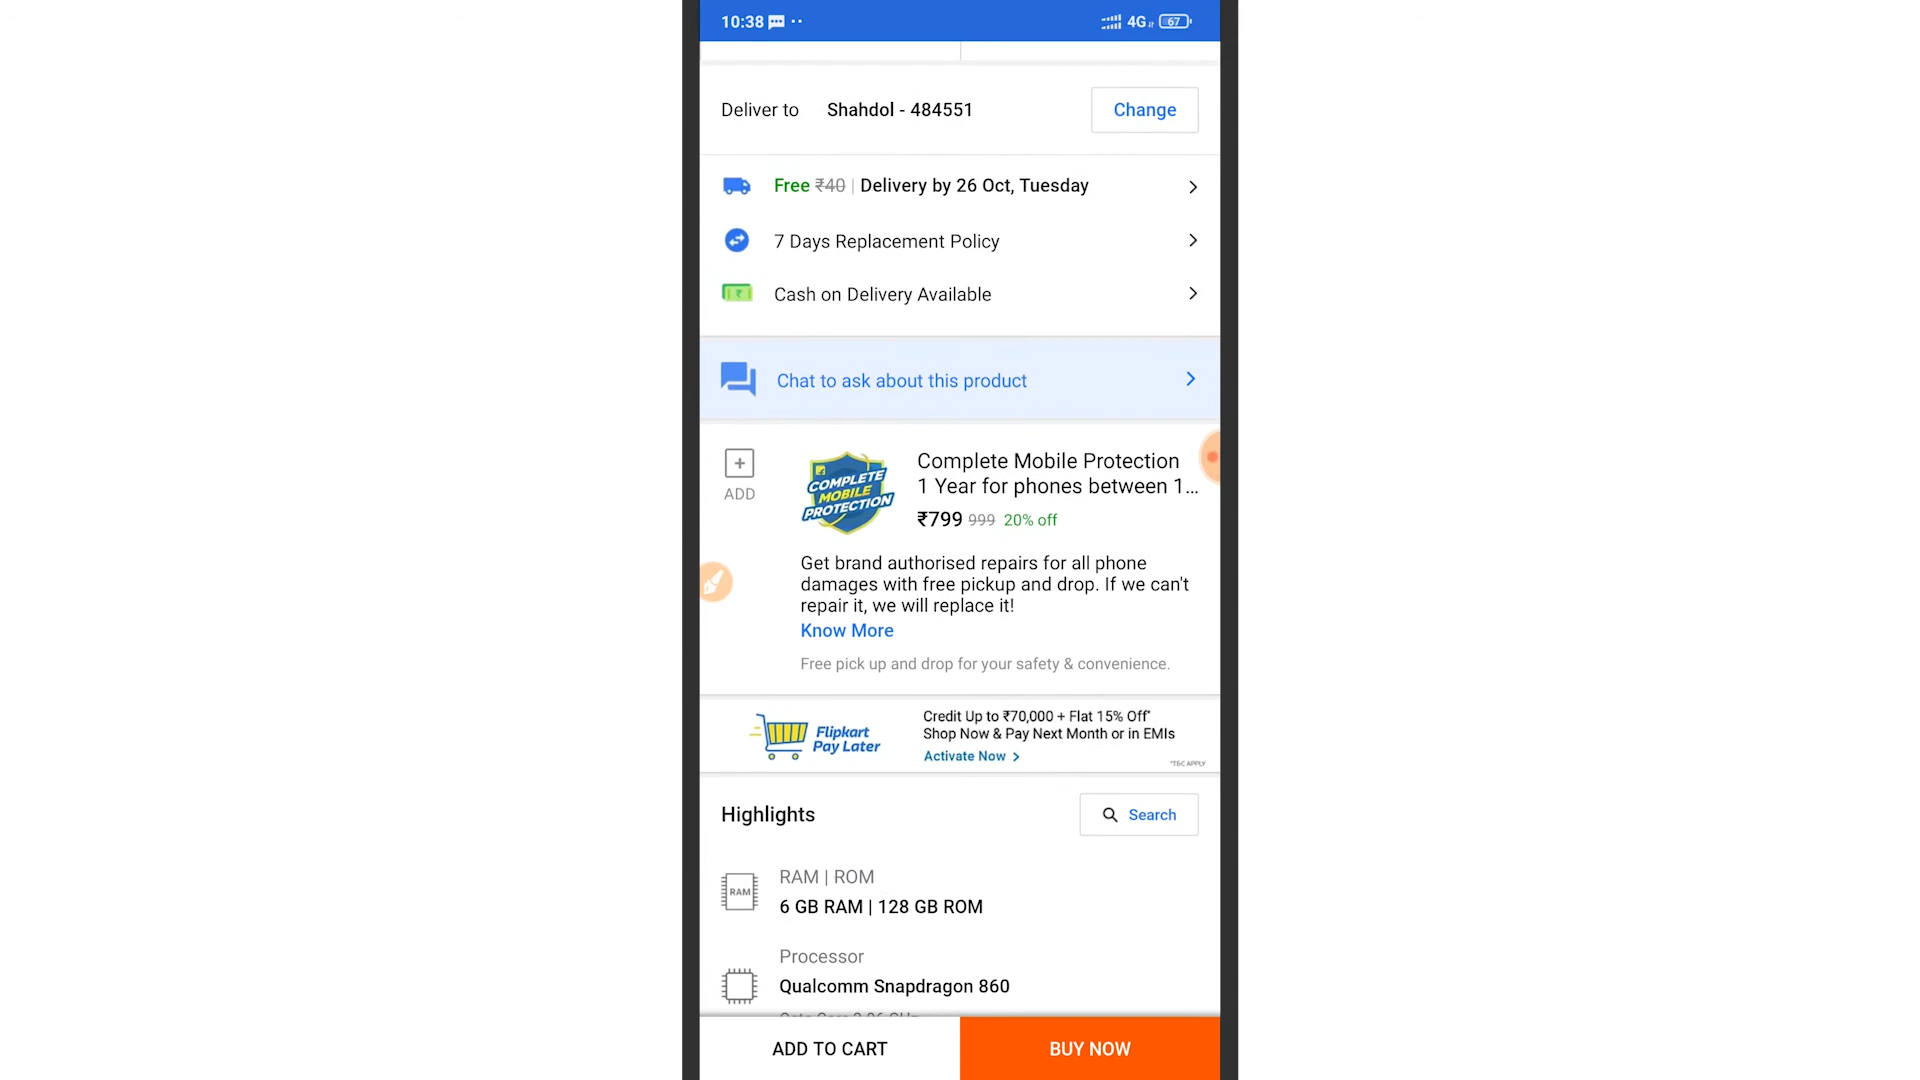 10:38
4G
67
Deliver to Shahdol - 484551
Change
Free ₹40 | Delivery by 26 Oct, Tuesday
7 Days Replacement Policy
₹
Cash on Delivery Available
Chat to ask about this product
ADD
COMPLETE
MOBILE
PROTECTION
Complete Mobile Protection
1 Year for phones between 1...
₹799 999 20% off
Get brand authorised repairs for all phone
damages with free pickup and drop. If we can't
repair it, we will replace it!
Know More
Free pick up and drop for your safety & convenience.
Flipkart
Pay Later
Credit Up to ₹70,000 + Flat 15% Off*
Shop Now & Pay Next Month or in EMIs
Activate Now
*T&C APPLY
Highlights
Search
RAM
RAM | ROM
6 GB RAM | 128 GB ROM
Processor
Qualcomm Snapdragon 860
ADD TO CART
BUY NOW